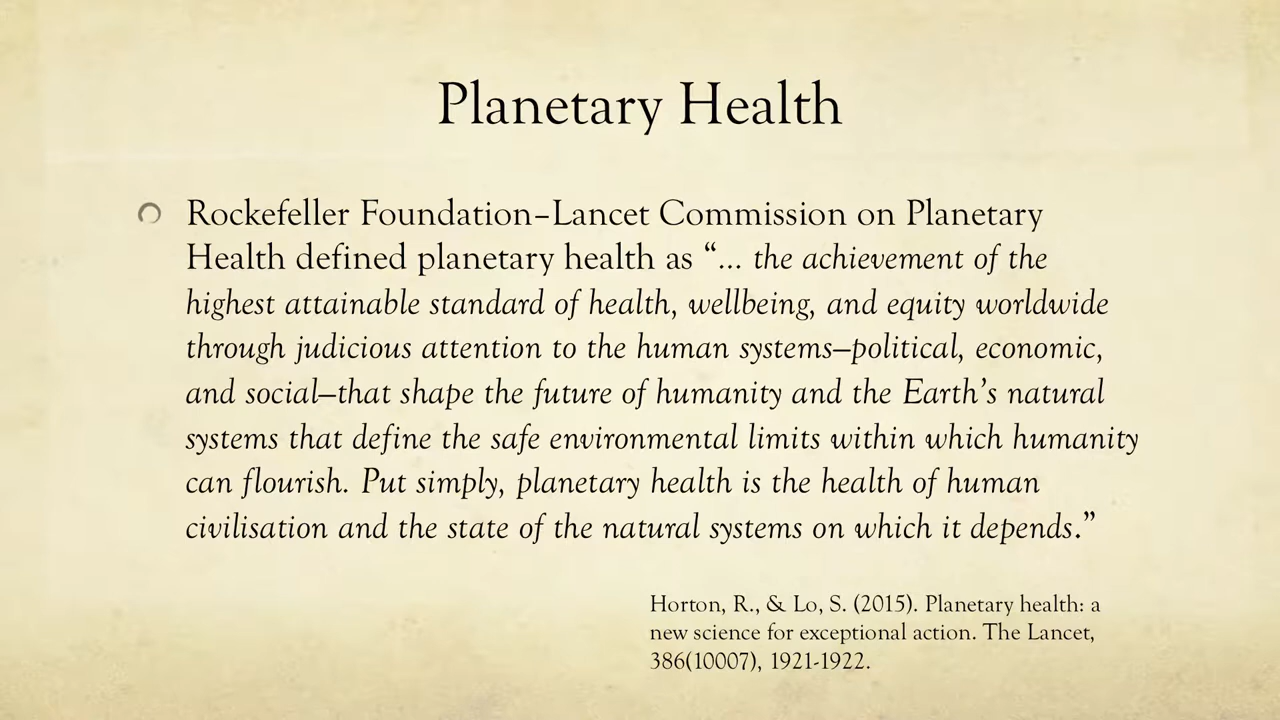 Planetary Health
Rockefeller Foundation–Lancet Commission on Planetary
Health defined planetary health as “... the achievement of the
highest attainable standard of health, wellbeing, and equity worldwide
through judicious attention to the human systems—political, economic,
and social—that shape the future of humanity and the Earth’s natural
systems that define the safe environmental limits within which humanity
can flourish. Put simply, planetary health is the health of human
civilisation and the state of the natural systems on which it depends.”
Horton, R., & Lo, S. (2015). Planetary health: a
new science for exceptional action. The Lancet,
386(10007), 1921-1922.